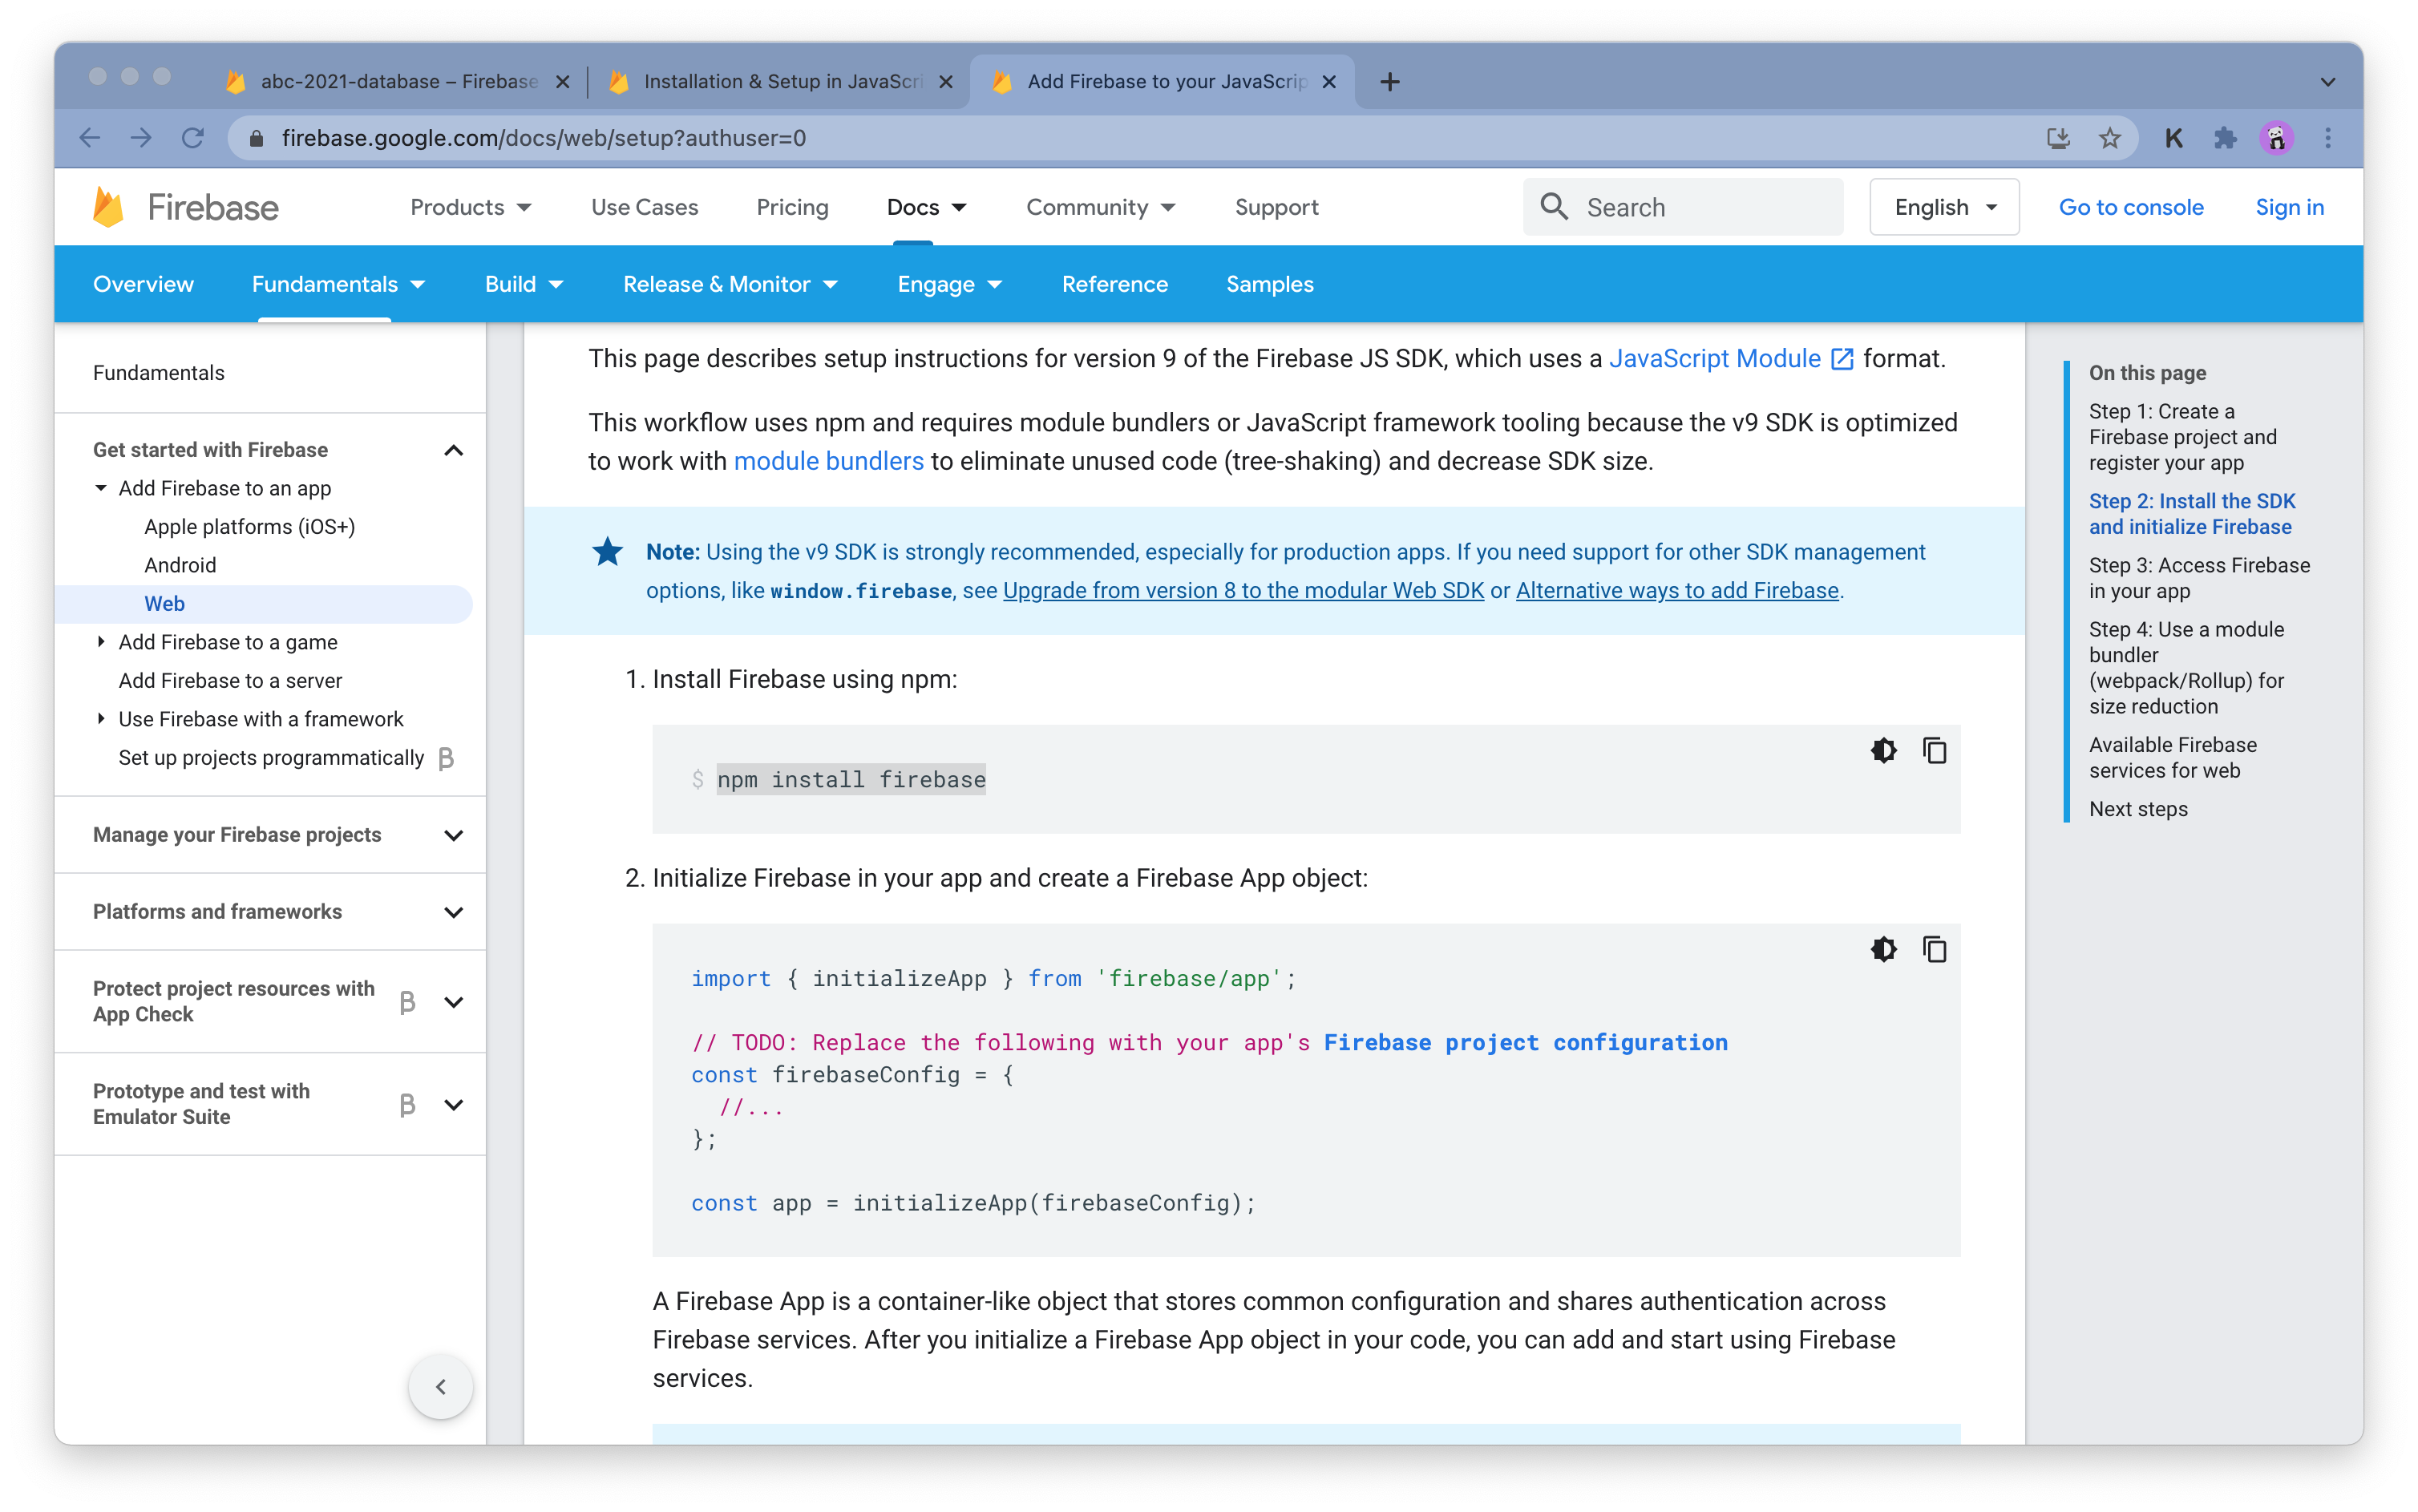 abc-2021-database – Firebase
Installation & Setup in JavaScri
Add Firebase to your JavaScrip
firebase.google.com/docs/web/setup?authuser=0
K
Firebase
Products
Use Cases
Pricing
Docs
Community
Support
Search
English
Go to console
Sign in
Overview
Fundamentals
Build
Release & Monitor
Engage
Reference
Samples
Fundamentals
Get started with Firebase
Add Firebase to an app
Apple platforms (iOS+)
Android
Web
Add Firebase to a game
Add Firebase to a server
Use Firebase with a framework
Set up projects programmatically β
Manage your Firebase projects
Platforms and frameworks
Protect project resources with
App Check β
Prototype and test with
Emulator Suite β
This page describes setup instructions for version 9 of the Firebase JS SDK, which uses a JavaScript Module format.
This workflow uses npm and requires module bundlers or JavaScript framework tooling because the v9 SDK is optimized
to work with module bundlers to eliminate unused code (tree-shaking) and decrease SDK size.
Note: Using the v9 SDK is strongly recommended, especially for production apps. If you need support for other SDK management
options, like window.firebase, see Upgrade from version 8 to the modular Web SDK or Alternative ways to add Firebase.
1. Install Firebase using npm:
$ npm install firebase
2. Initialize Firebase in your app and create a Firebase App object:
import { initializeApp } from 'firebase/app';
// TODO: Replace the following with your app's Firebase project configuration
const firebaseConfig = {
//...
};
const app = initializeApp(firebaseConfig);
A Firebase App is a container-like object that stores common configuration and shares authentication across
Firebase services. After you initialize a Firebase App object in your code, you can add and start using Firebase
services.
On this page
Step 1: Create a
Firebase project and
register your app
Step 2: Install the SDK
and initialize Firebase
Step 3: Access Firebase
in your app
Step 4: Use a module
bundler
(webpack/Rollup) for
size reduction
Available Firebase
services for web
Next steps